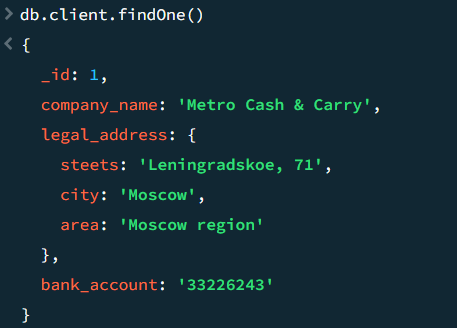 > db.client.findOne()
< {
_id: 1,
company_name: 'Metro Cash & Carry',
legal_address: {
steets: 'Leningradskoe, 71',
city: 'Moscow',
area: 'Moscow region'
},
bank_account: '33226243'
}